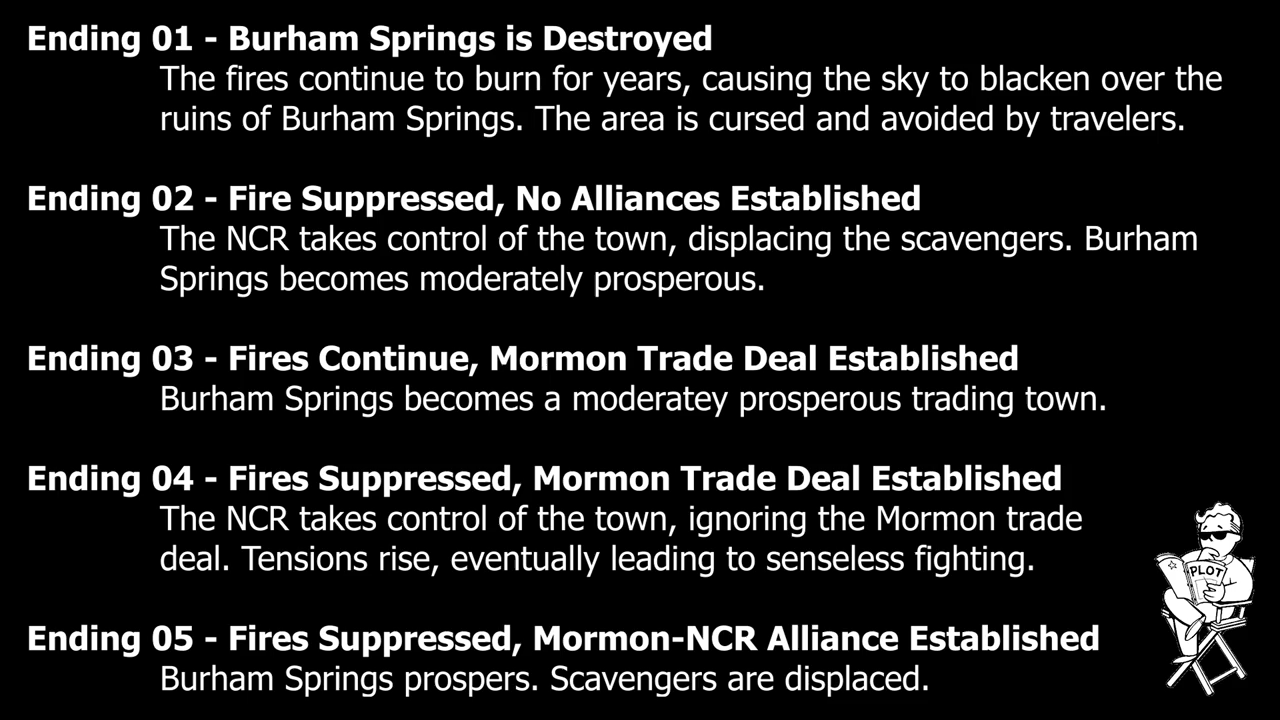 Ending 01 - Burham Springs is Destroyed
The fires continue to burn for years, causing the sky to blacken over the
ruins of Burham Springs. The area is cursed and avoided by travelers.
Ending 02 - Fire Suppressed, No Alliances Established
The NCR takes control of the town, displacing the scavengers. Burham
Springs becomes moderately prosperous.
Ending 03 - Fires Continue, Mormon Trade Deal Established
Burham Springs becomes a moderatey prosperous trading town.
Ending 04 - Fires Suppressed, Mormon Trade Deal Established
The NCR takes control of the town, ignoring the Mormon trade
deal. Tensions rise, eventually leading to senseless fighting.
PLOT
Ending 05 - Fires Suppressed, Mormon-NCR Alliance Established
Burham Springs prospers. Scavengers are displaced.